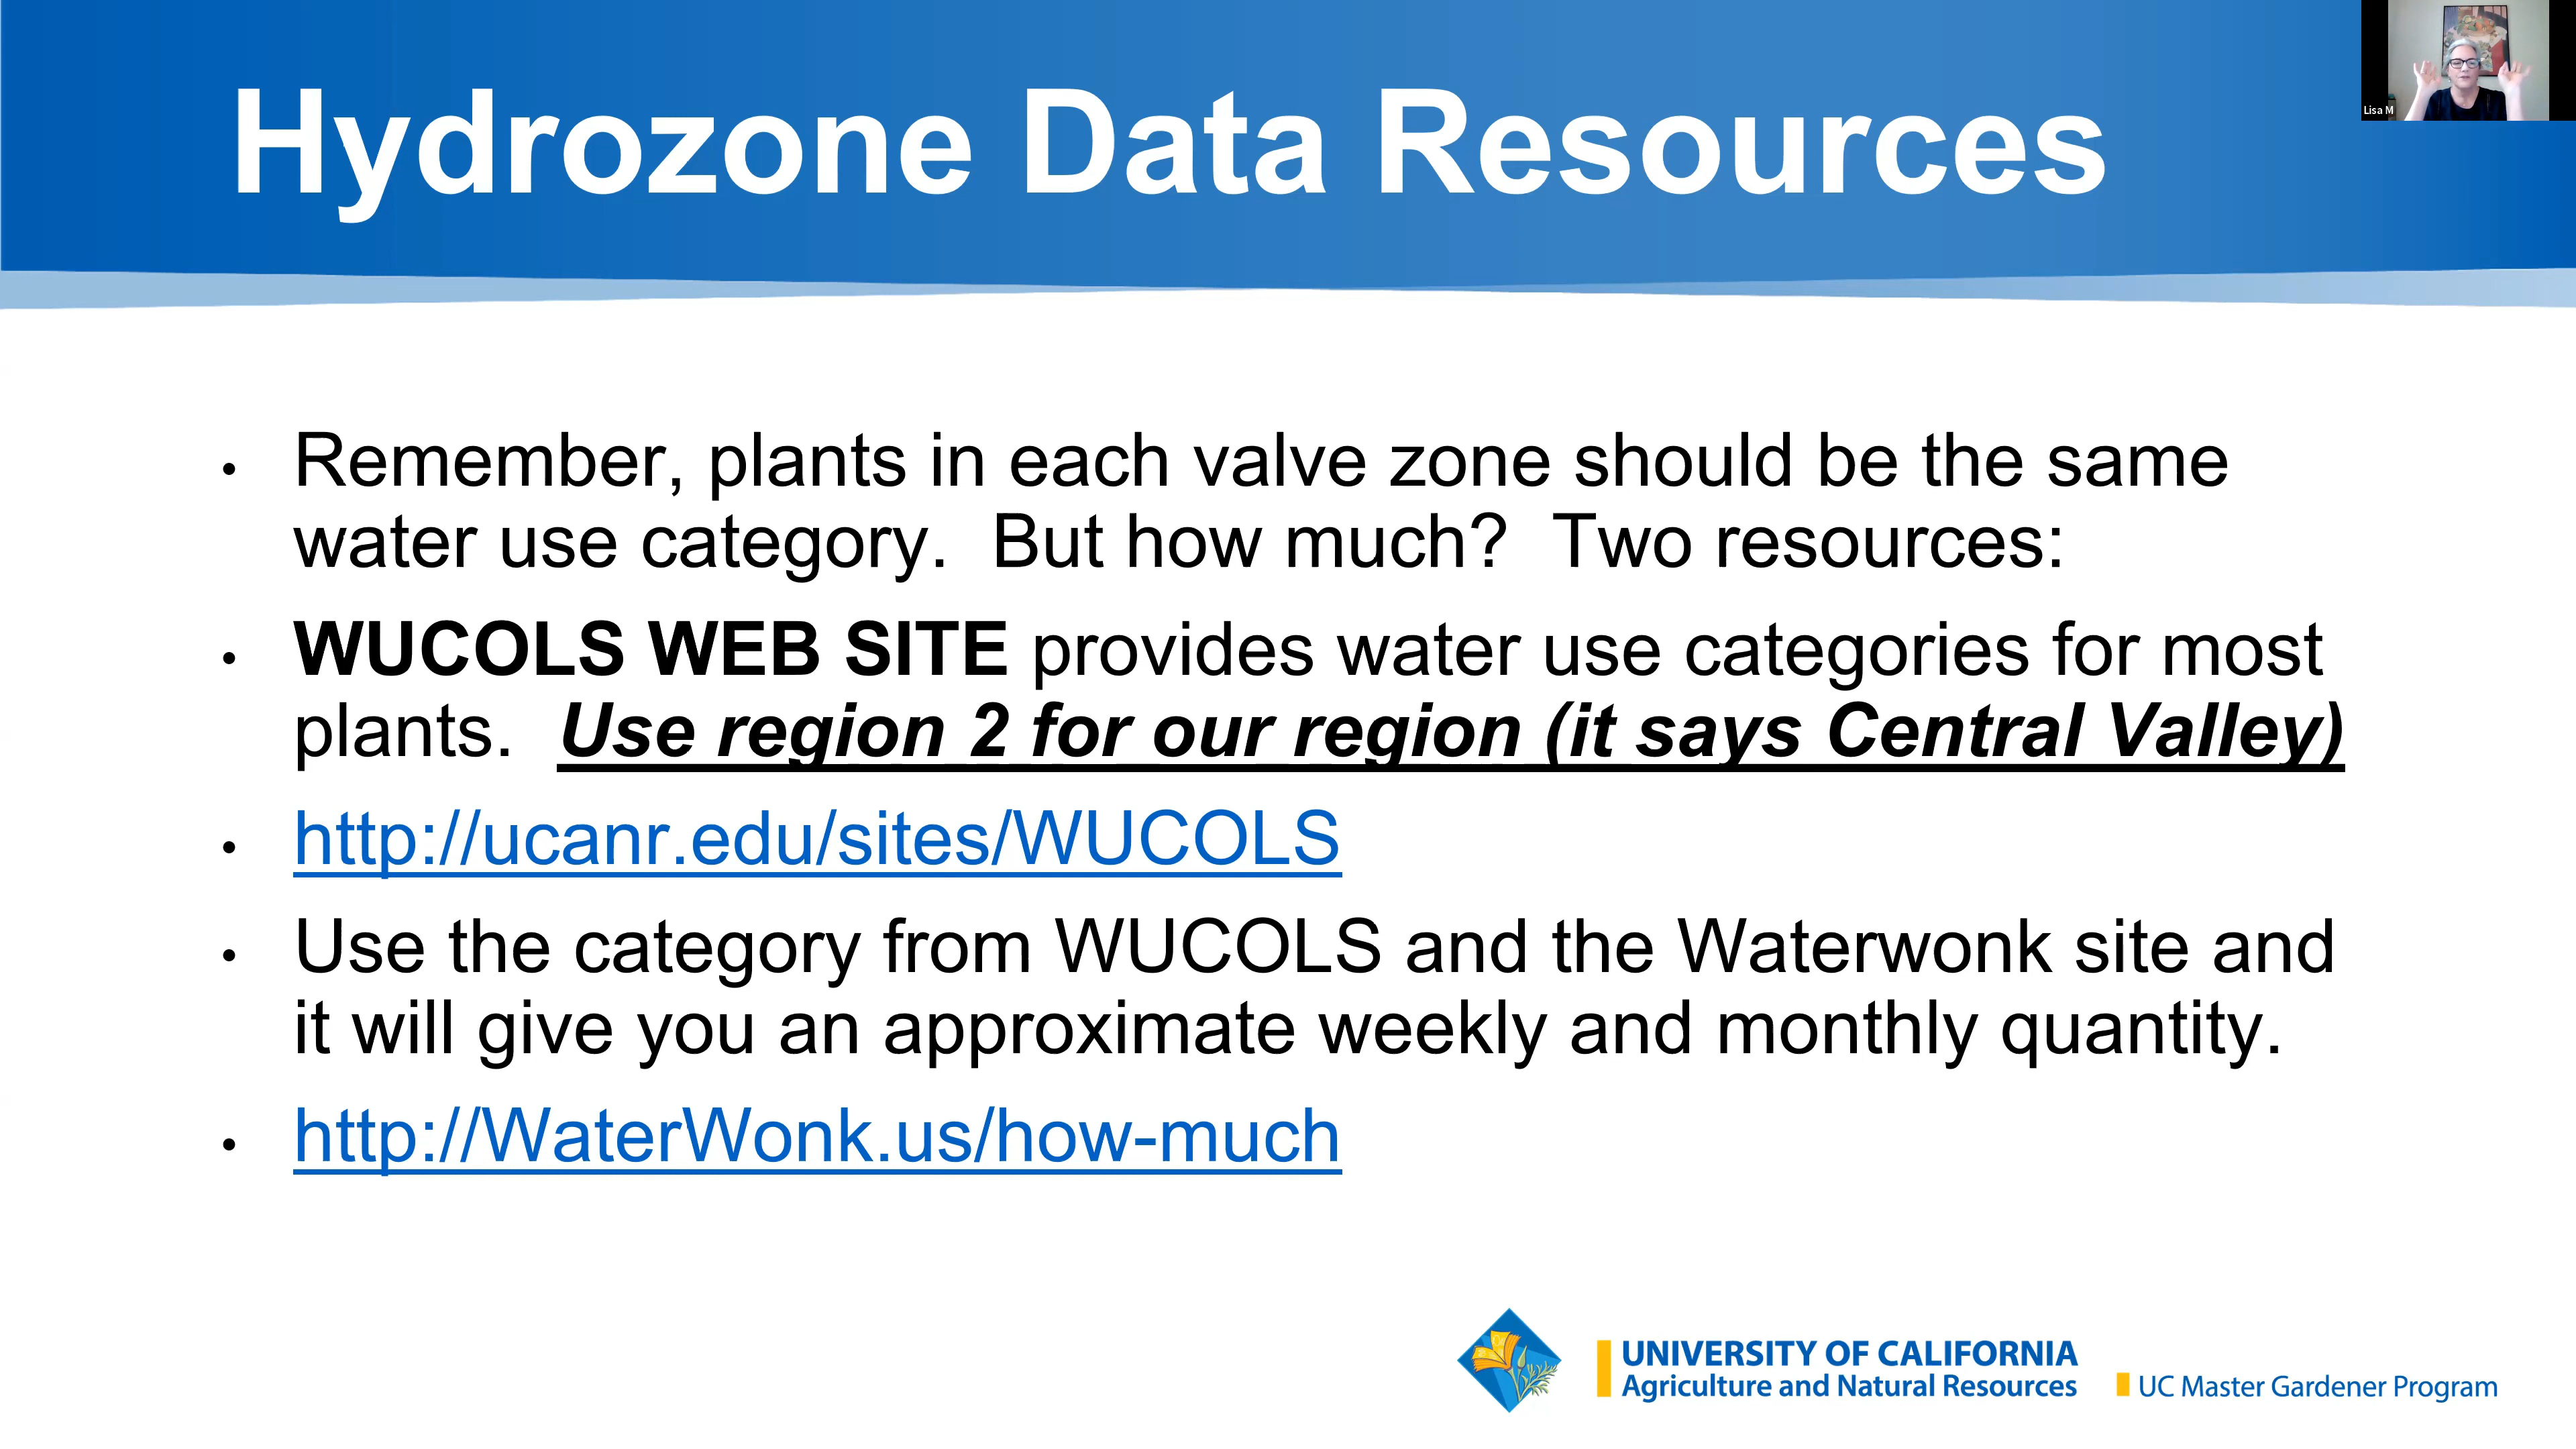 Hydrozone Data Resources
Lisa M
• Remember, plants in each valve zone should be the same
water use category.  But how much?  Two resources:
• WUCOLS WEB SITE provides water use categories for most
plants.  Use region 2 for our region (it says Central Valley)
• http://ucanr.edu/sites/WUCOLS
• Use the category from WUCOLS and the Waterwonk site and
it will give you an approximate weekly and monthly quantity.
• http://WaterWonk.us/how-much
UNIVERSITY OF CALIFORNIA
Agriculture and Natural Resources
UC Master Gardener Program